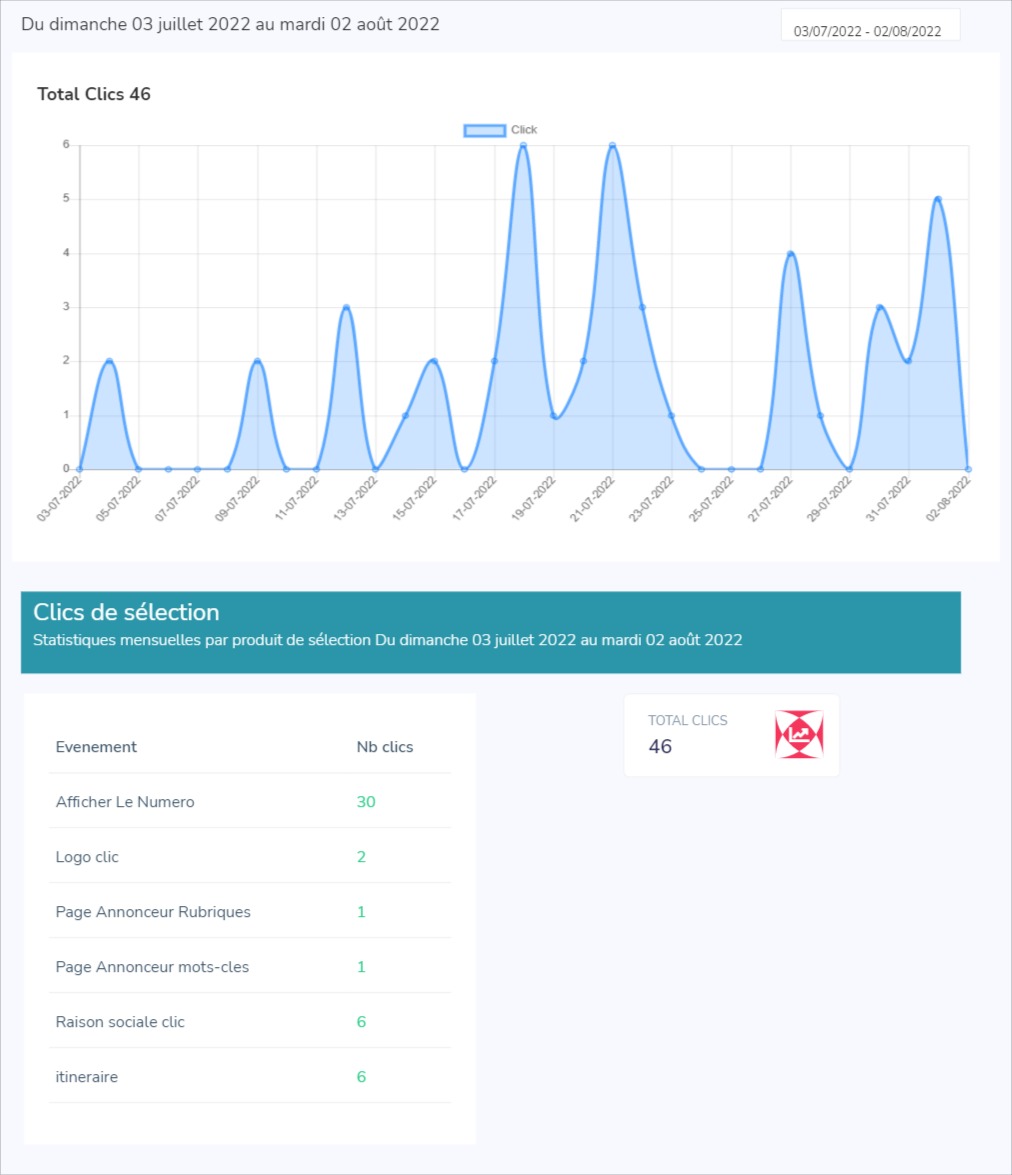 Du dimanche 03 juillet 2022 au mardi 02 août 2022
03/07/2022 - 02/08/2022
Total Clics 46
Click
6
5
4
3
2
1
0
03-07-2022
05-07-2022
07-07-2022
09-07-2022
11-07-2022
13-07-2022
15-07-2022
17-07-2022
19-07-2022
21-07-2022
23-07-2022
25-07-2022
27-07-2022
29-07-2022
31-07-2022
02-08-2022
Clics de sélection
Statistiques mensuelles par produit de sélection Du dimanche 03 juillet 2022 au mardi 02 août 2022
Evenement Nb clics
Afficher Le Numero 30
Logo clic 2
Page Annonceur Rubriques 1
Page Annonceur mots-cles 1
Raison sociale clic 6
itineraire 6
TOTAL CLICS
46